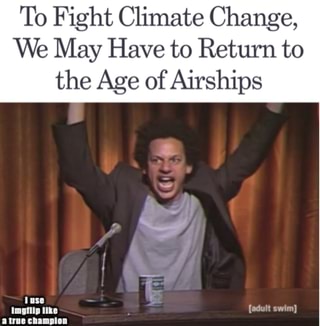 To Fight Climate Change,
We May Have to Return to
the Age of Airships
[adult swim]
I use
imgflip like
a true champion